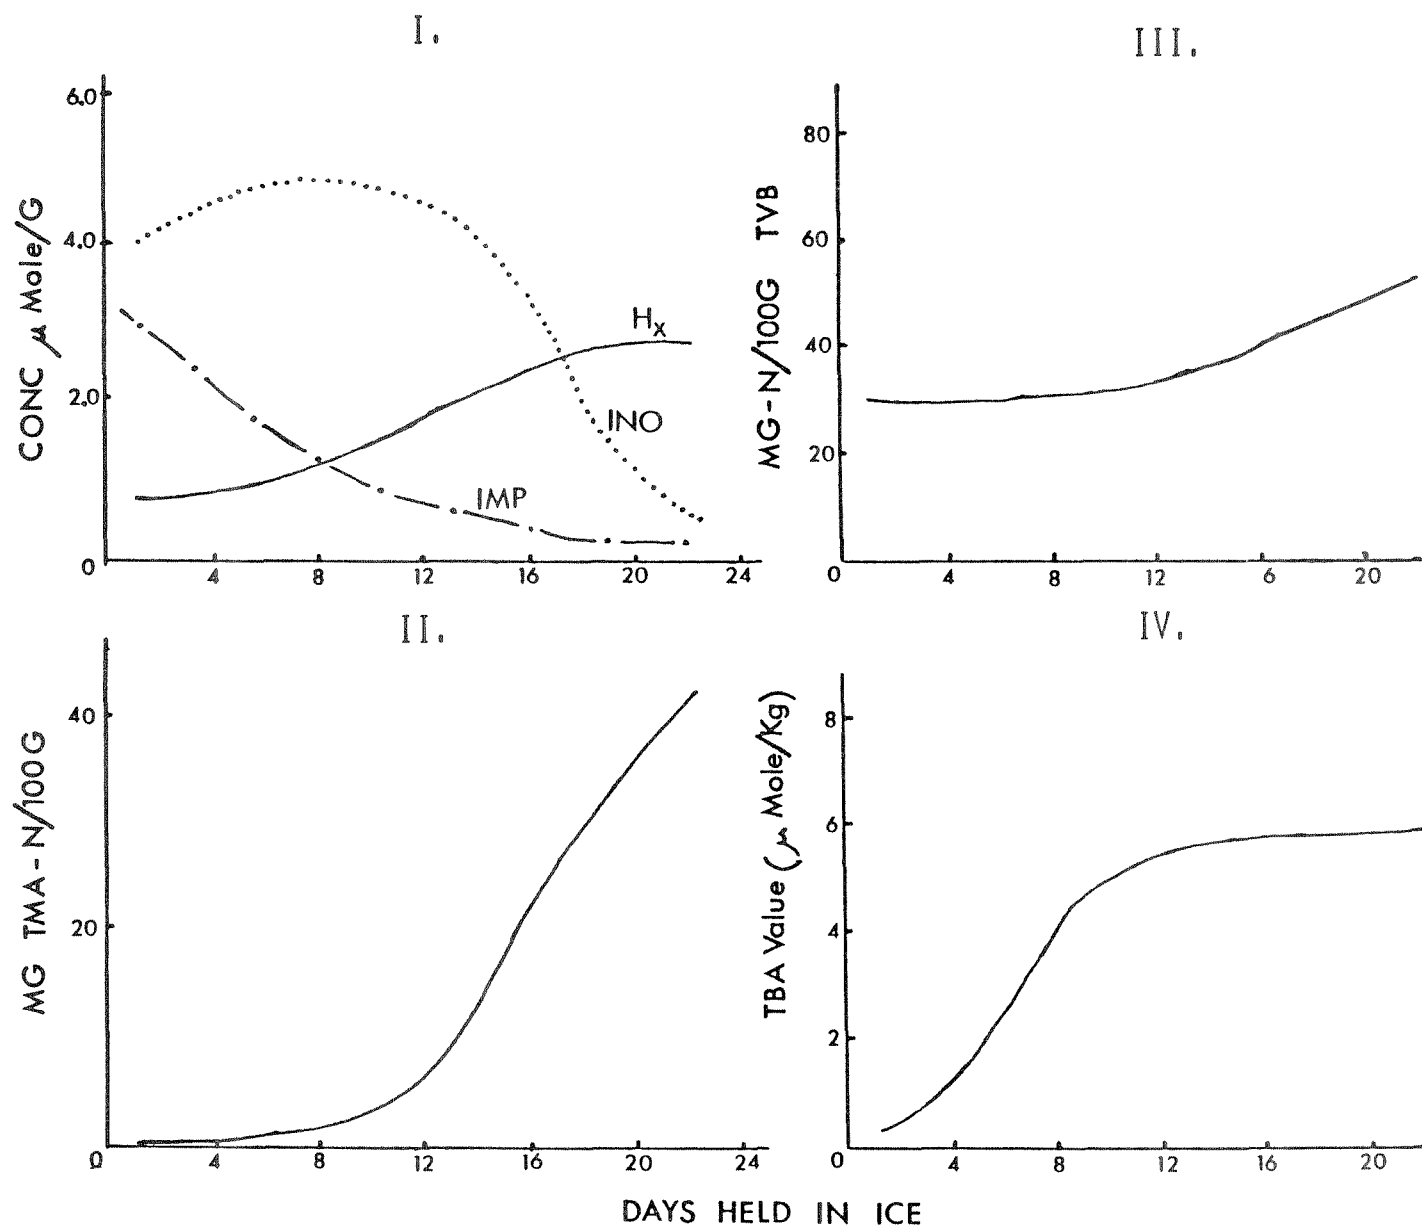 I.
6.0
4.0
2.0
0
CONC µ Mole/G
Hx
INO
IMP
4 8 12 16 20 24
III.
80
60
40
20
MG-N/100G TVB
0 4 8 12 6 20
II.
40
20
MG TMA-N/100G
0 4 8 12 16 20 24
IV.
8
6
4
2
TBA Value (µ Mole/Kg)
0 4 8 12 16 20
DAYS HELD IN ICE